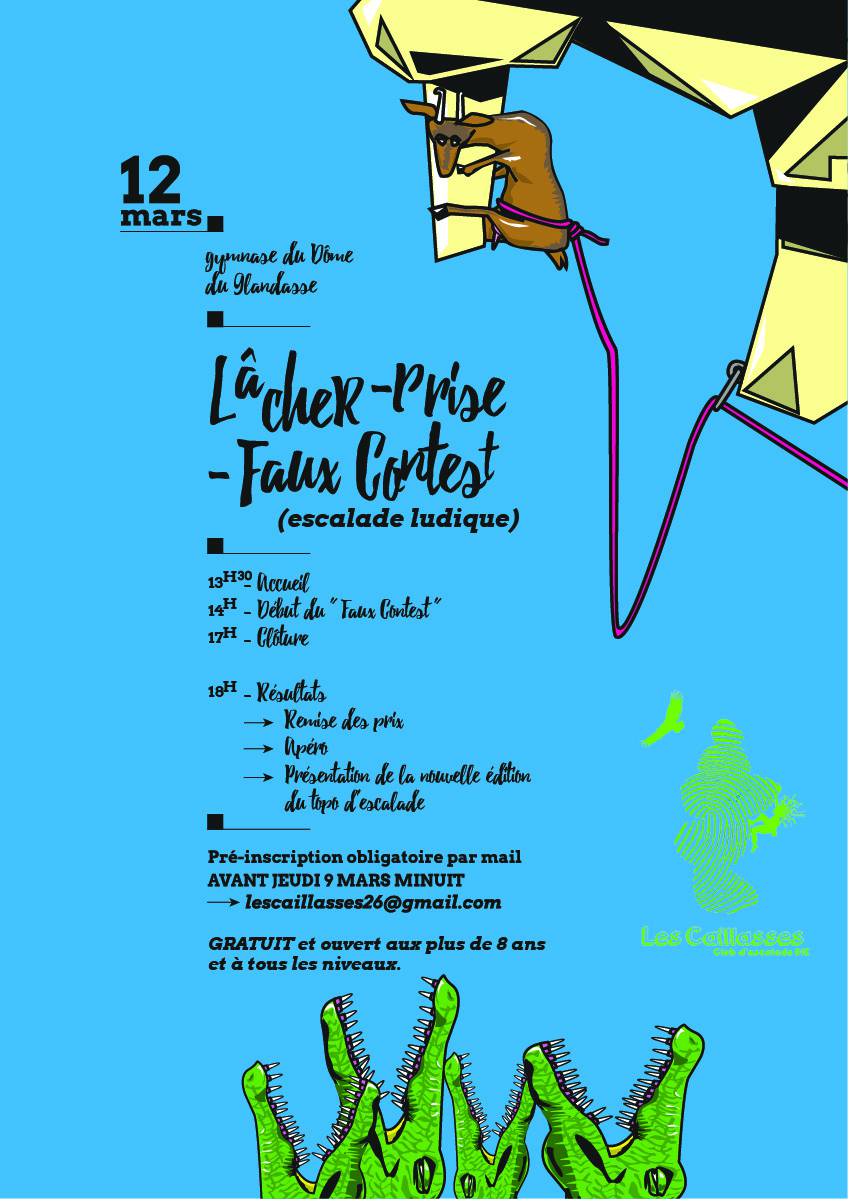 12
mars
gymnase du Dôme
du Glandasse
Lâcher-Prise
-Faux Contest
(escalade ludique)
13H30- Accueil
14H - Début du "Faux Contest"
17H - Clôture
18H - Résultats
Remise des prix
Apéro
Présentation de la nouvelle édition
du topo d'escalade
Pré-inscription obligatoire par mail
AVANT JEUDI 9 MARS MINUIT
lescaillasses26@gmail.com
GRATUIT et ouvert aux plus de 8 ans
et à tous les niveaux.
Les Caillasses
Club d'escalade DIE